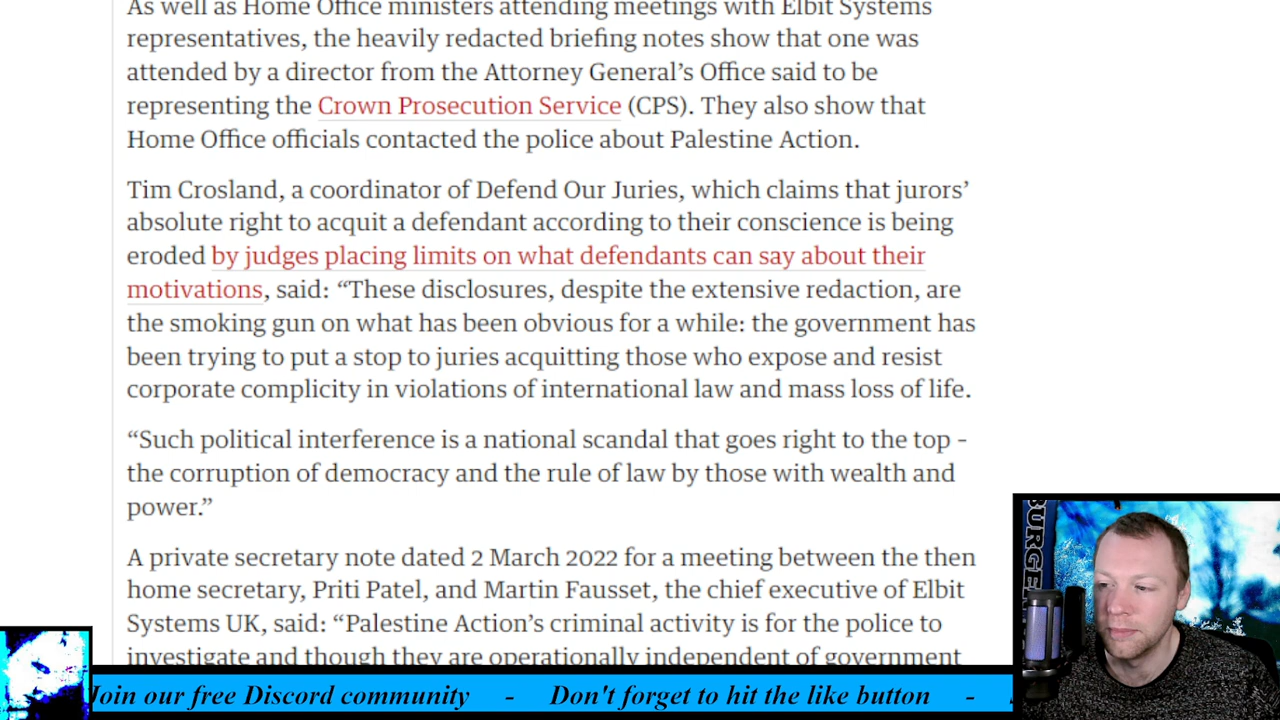 As well as Home Office ministers attending meetings with Elbit Systems
representatives, the heavily redacted briefing notes show that one was
attended by a director from the Attorney General’s Office said to be
representing the Crown Prosecution Service (CPS). They also show that
Home Office officials contacted the police about Palestine Action.
Tim Crosland, a coordinator of Defend Our Juries, which claims that jurors’
absolute right to acquit a defendant according to their conscience is being
eroded by judges placing limits on what defendants can say about their
motivations, said: “These disclosures, despite the extensive redaction, are
the smoking gun on what has been obvious for a while: the government has
been trying to put a stop to juries acquitting those who expose and resist
corporate complicity in violations of international law and mass loss of life.
“Such political interference is a national scandal that goes right to the top –
the corruption of democracy and the rule of law by those with wealth and
power.”
A private secretary note dated 2 March 2022 for a meeting between the then
home secretary, Priti Patel, and Martin Fausset, the chief executive of Elbit
Systems UK, said: “Palestine Action’s criminal activity is for the police to
investigate and though they are operationally independent of government
Join our free Discord community - Don't forget to hit the like button -